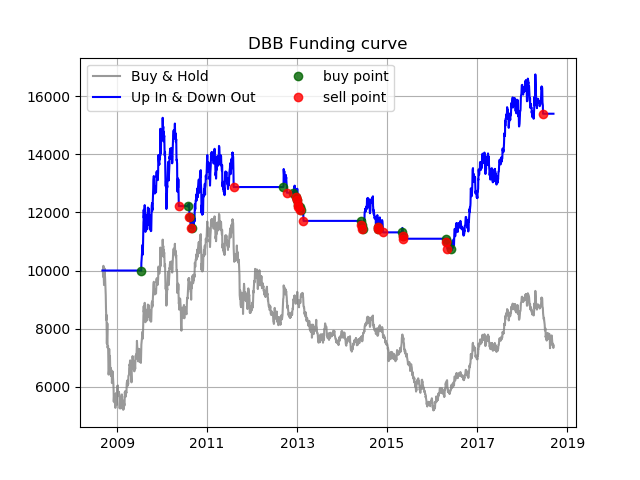 DBB Funding curve
Buy & Hold
Up In & Down Out
buy point
sell point
16000
14000
12000
10000
8000
6000
2009 2011 2013 2015 2017 2019